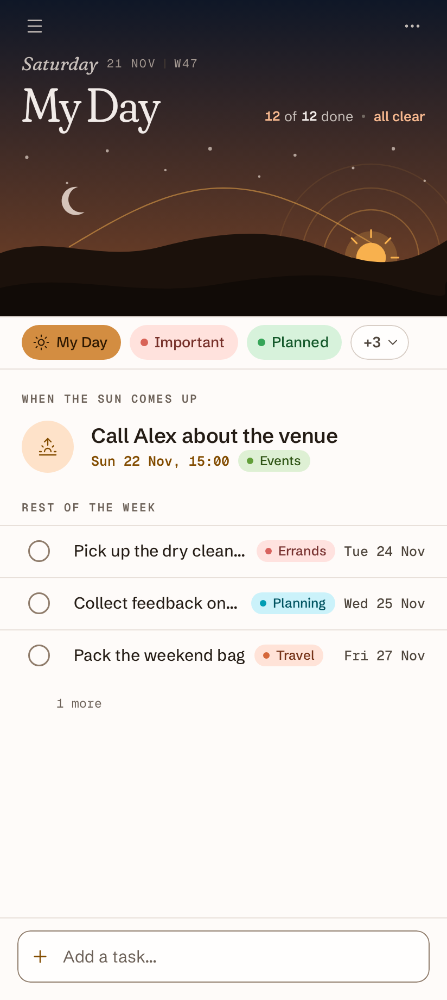 Saturday 21 NOV | W47
My Day
12 of 12 done • all clear
My Day
Important
Planned
+3
WHEN THE SUN COMES UP
Call Alex about the venue
Sun 22 Nov, 15:00 Events
REST OF THE WEEK
Pick up the dry clean... Errands Tue 24 Nov
Collect feedback on... Planning Wed 25 Nov
Pack the weekend bag Travel Fri 27 Nov
1 more
+ Add a task...